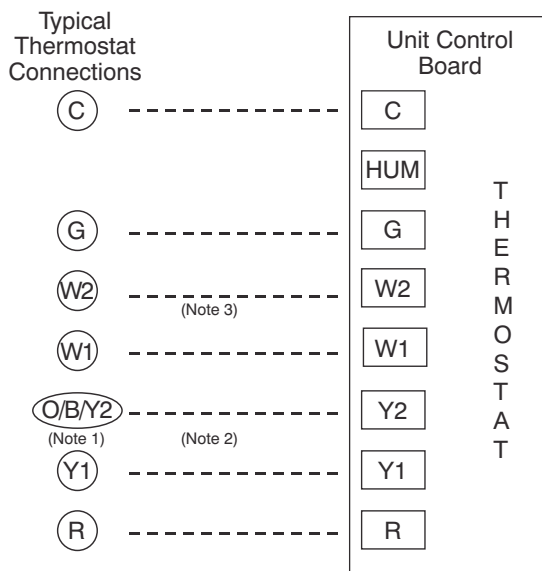 Typical
Thermostat
Connections
Unit Control
Board
C
C
HUM
G
G
W2
(Note 3)
W2
W1
W1
O/B/Y2
(Note 1)
(Note 2)
Y2
Y1
Y1
R
R
THERMOSTAT